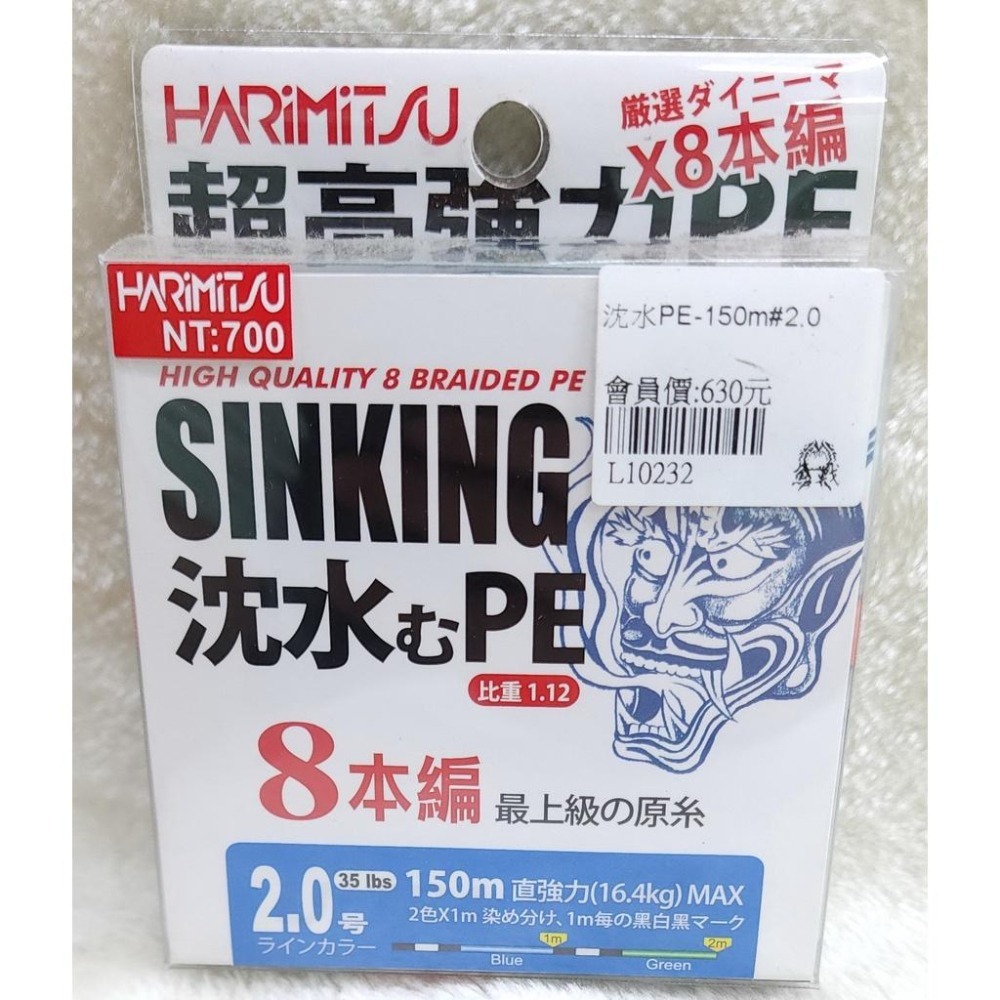 HARIMITSU
厳選ダイニーマ
X8本編
超高強力PE
HARIMITSU
NT:700
沈水PE-150m#2.0
會員價:630元
L10232
HIGH QUALITY 8 BRAIDED PE
SINKING
沈水むPE
比重 1.12
8本編 最上級の原糸
2.0号 35 lbs 150m 直強力(16.4kg) MAX
2色X1m 染め分け、1m毎の黒白黒マーク
ラインカラー
1m 2m
Blue Green